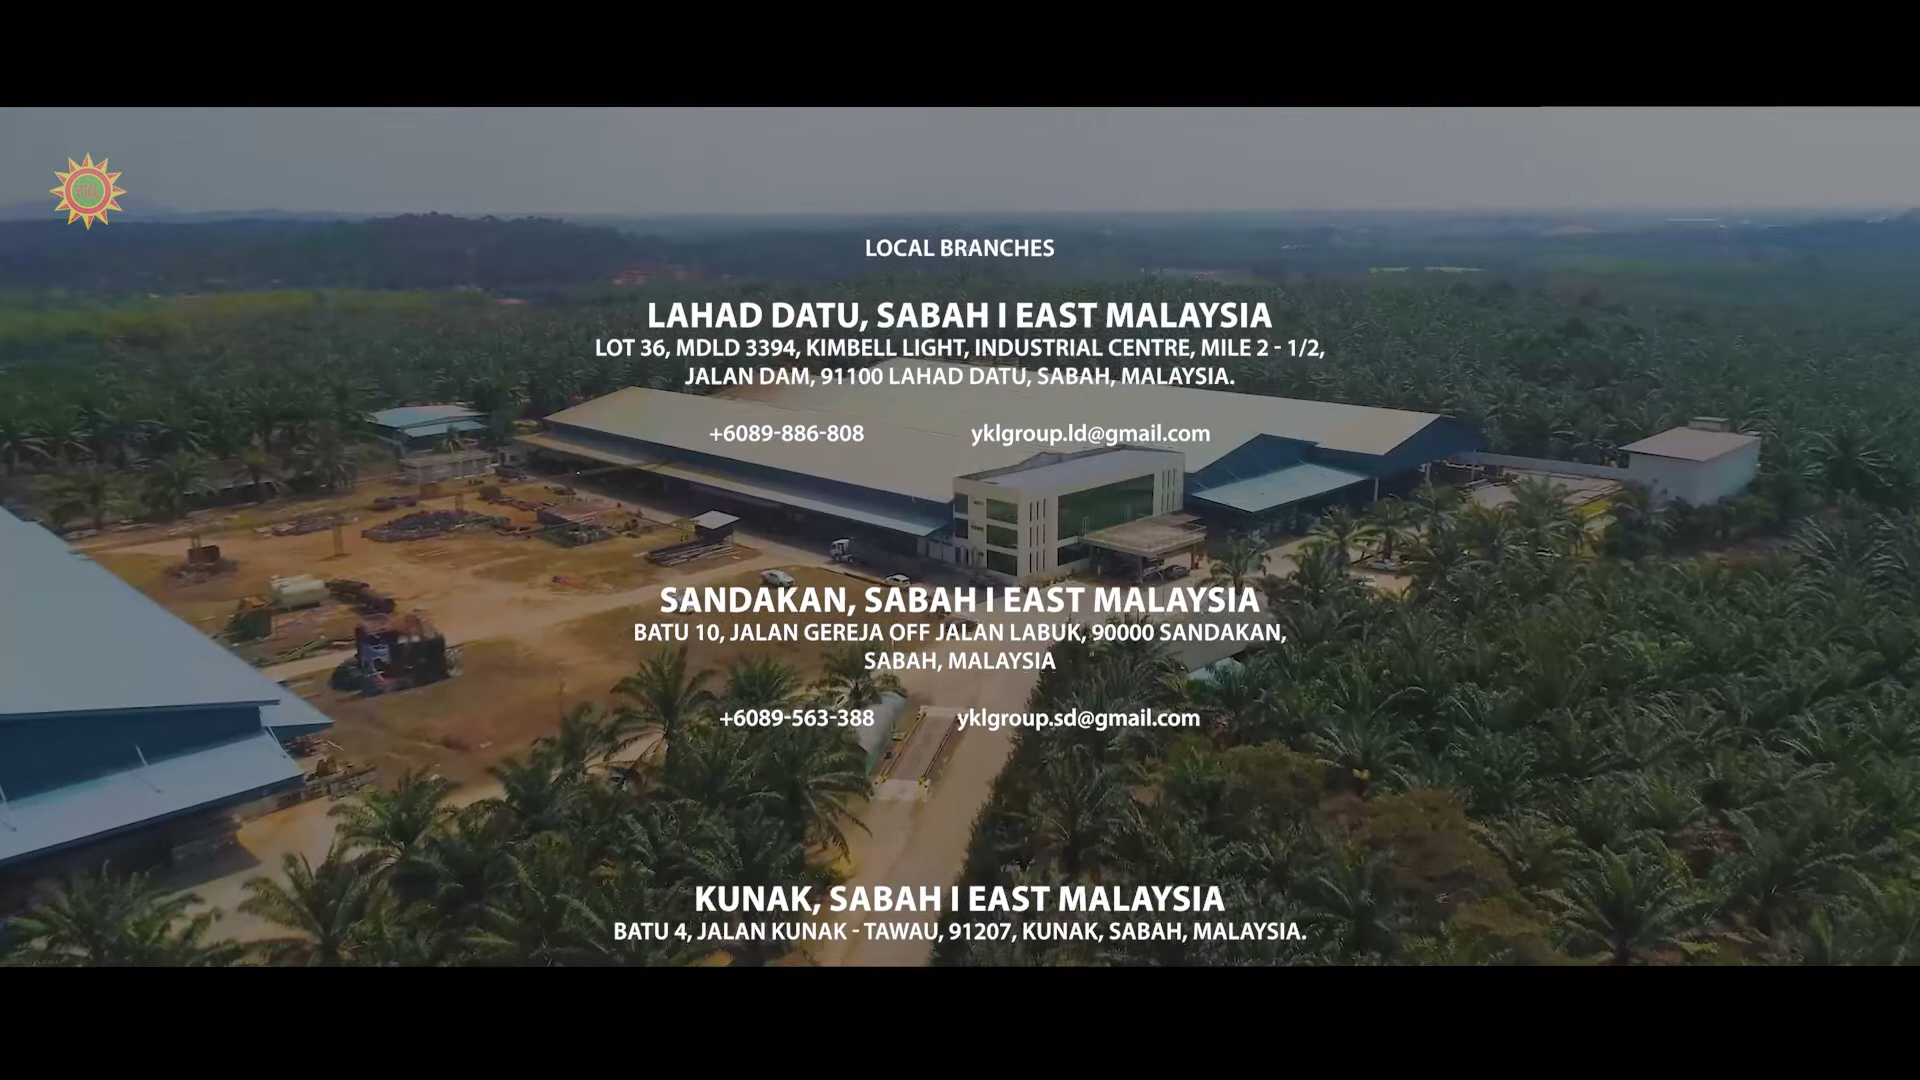 YKL
LOCAL BRANCHES
LAHAD DATU, SABAH I EAST MALAYSIA
LOT 36, MDLD 3394, KIMBELL LIGHT, INDUSTRIAL CENTRE, MILE 2 - 1/2,
JALAN DAM, 91100 LAHAD DATU, SABAH, MALAYSIA.
+6089-886-808 yklgroup.ld@gmail.com
SANDAKAN, SABAH I EAST MALAYSIA
BATU 10, JALAN GEREJA OFF JALAN LABUK, 90000 SANDAKAN,
SABAH, MALAYSIA
+6089-563-388 yklgroup.sd@gmail.com
KUNAK, SABAH I EAST MALAYSIA
BATU 4, JALAN KUNAK - TAWAU, 91207, KUNAK, SABAH, MALAYSIA.